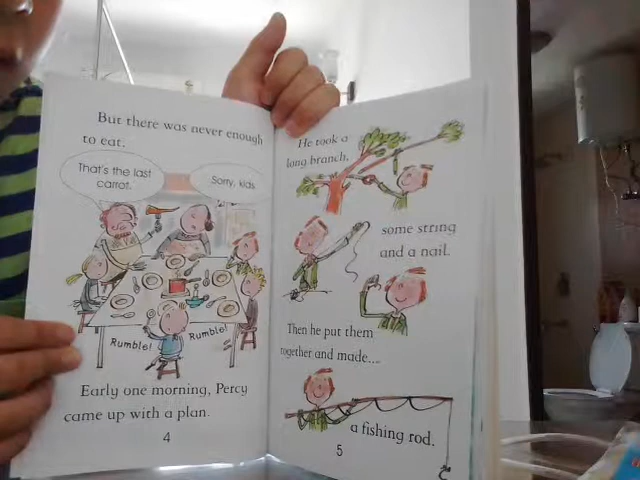 But there was never enough
to eat.
That's the last
carrot.
Sorry, kids.
Rumble!
Rumble!
Early one morning, Percy
came up with a plan.
4
He took a
long branch,
some string
and a nail.
Then he put them
together and made....
a fishing rod.
5